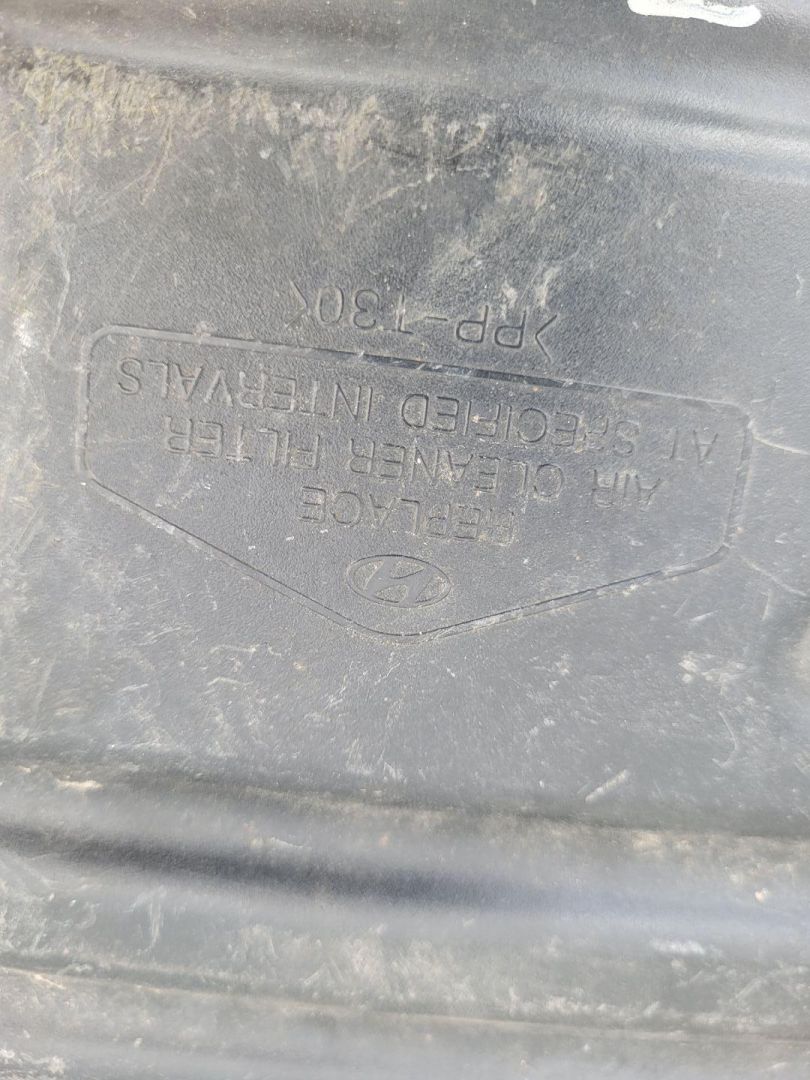 REPLACE
AIR CLEANER FILTER
AT SPECIFIED INTERVALS
>PP-T30<